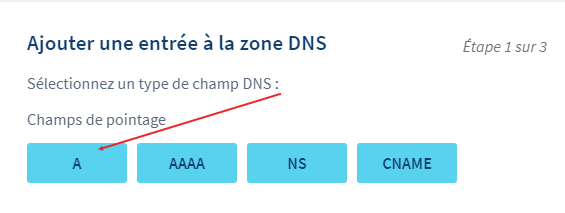 Ajouter une entrée à la zone DNS
Étape 1 sur 3
Sélectionnez un type de champ DNS :
Champs de pointage
A AAAA NS CNAME